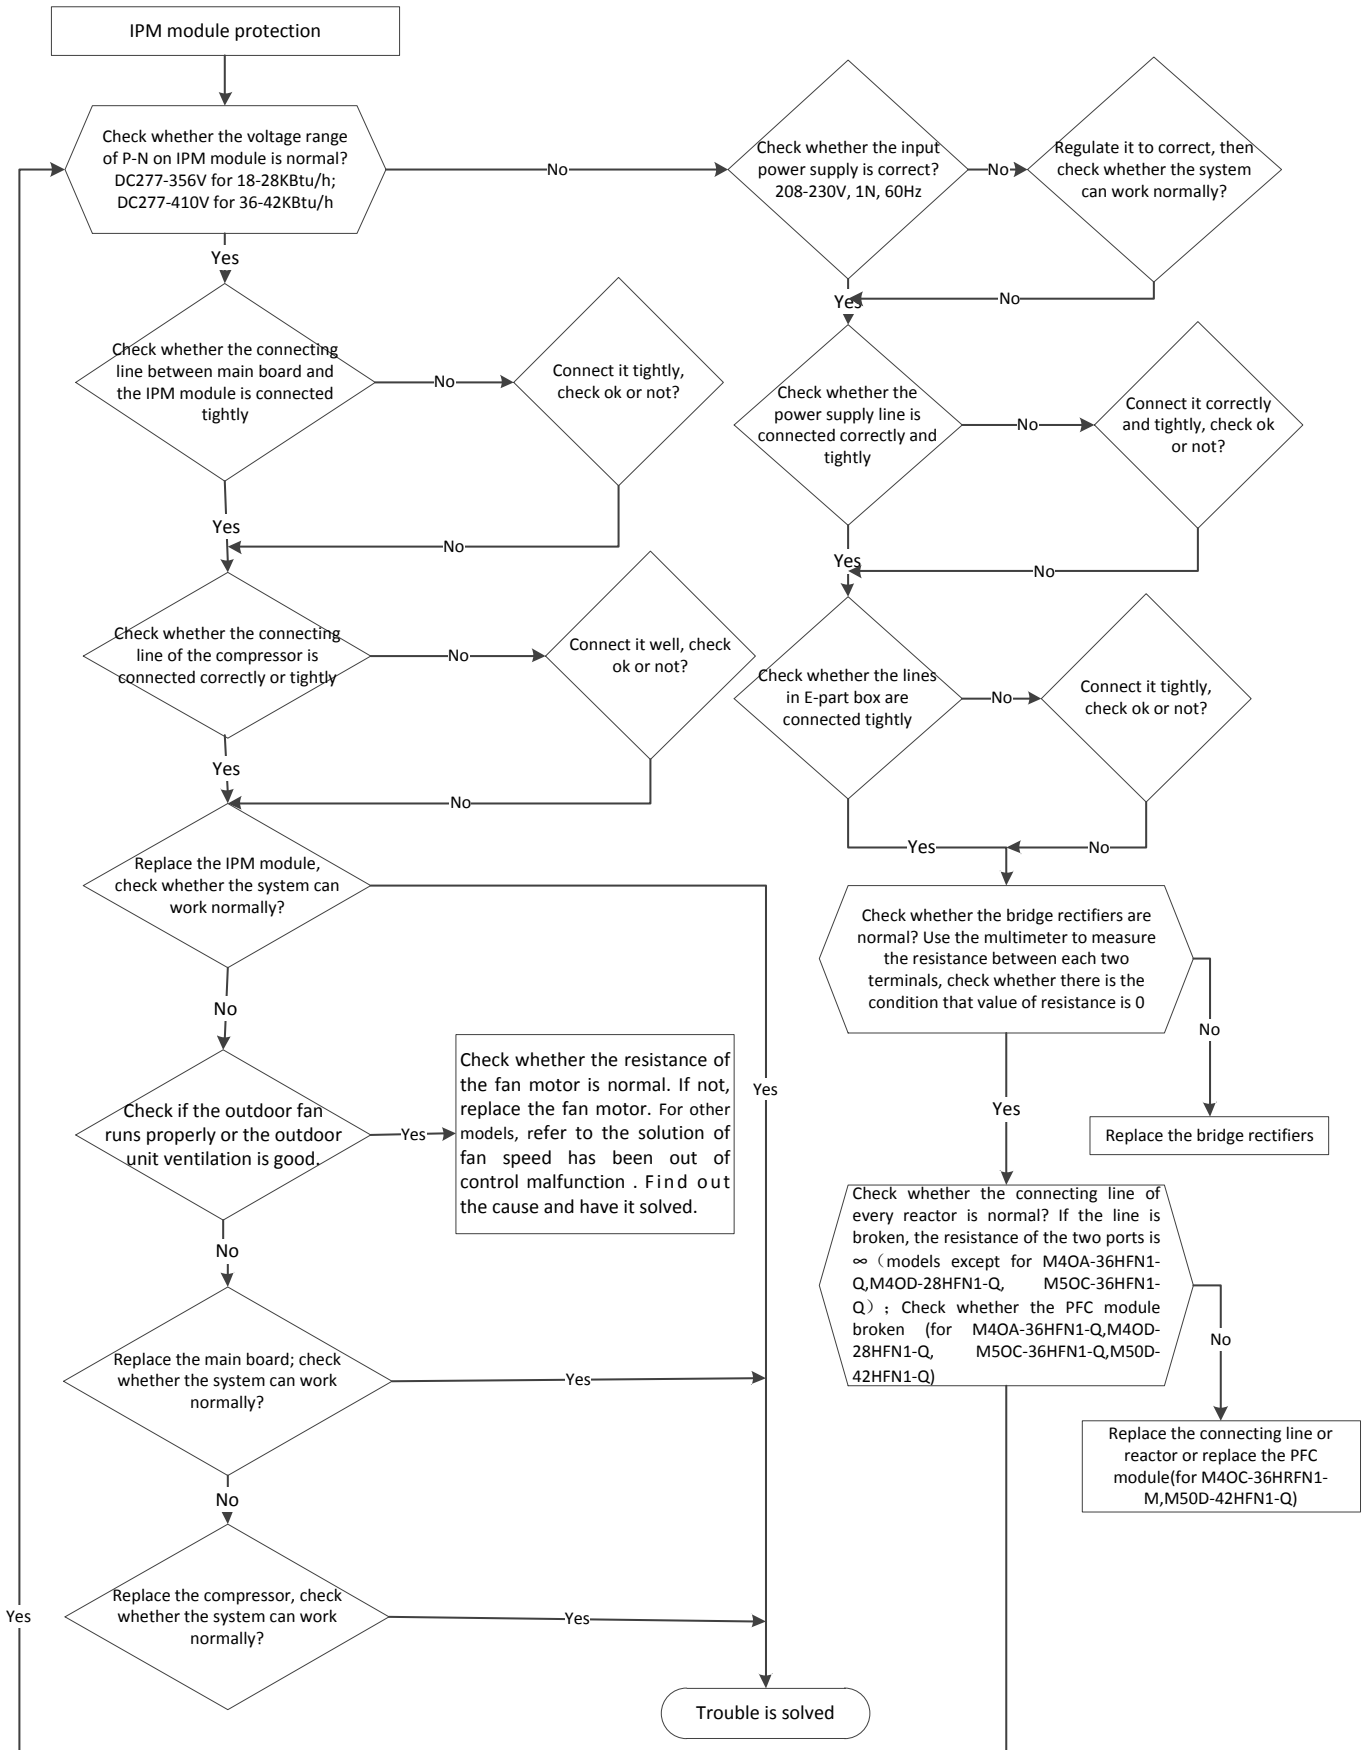 IPM module protection
Check whether the voltage range
of P-N on IPM module is normal?
DC277-356V for 18-28KBtu/h;
DC277-410V for 36-42KBtu/h
No
Check whether the input
power supply is correct?
208-230V, 1N, 60Hz
No
Regulate it to correct, then
check whether the system
can work normally?
Yes
Yes
No
Check whether the connecting
line between main board and
the IPM module is connected
tightly
No
Connect it tightly,
check ok or not?
Check whether the
power supply line is
connected correctly and
tightly
No
Connect it correctly
and tightly, check ok
or not?
Yes
No
Yes
No
Check whether the connecting
line of the compressor is
connected correctly or tightly
No
Connect it well, check
ok or not?
Check whether the lines
in E-part box are
connected tightly
No
Connect it tightly,
check ok or not?
Yes
No
Yes
No
Replace the IPM module,
check whether the system can
work normally?
Check whether the bridge rectifiers are
normal? Use the multimeter to measure
the resistance between each two
terminals, check whether there is the
condition that value of resistance is 0
No
No
Check if the outdoor fan
runs properly or the outdoor
unit ventilation is good.
Yes
Check whether the resistance of
the fan motor is normal. If not,
replace the fan motor. For other
models, refer to the solution of
fan speed has been out of
control malfunction . Find out
the cause and have it solved.
Yes
Yes
Replace the bridge rectifiers
No
Check whether the connecting line of
every reactor is normal? If the line is
broken, the resistance of the two ports is
∞（models except for M4OA-36HFN1-
Q,M4OD-28HFN1-Q, M5OC-36HFN1-
Q）；Check whether the PFC module
broken (for M4OA-36HFN1-Q,M4OD-
28HFN1-Q, M5OC-36HFN1-Q,M50D-
42HFN1-Q)
No
Replace the main board; check
whether the system can work
normally?
Yes
Replace the connecting line or
reactor or replace the PFC
module(for M4OC-36HRFN1-
M,M50D-42HFN1-Q)
No
Replace the compressor, check
whether the system can work
normally?
Yes
Yes
Trouble is solved